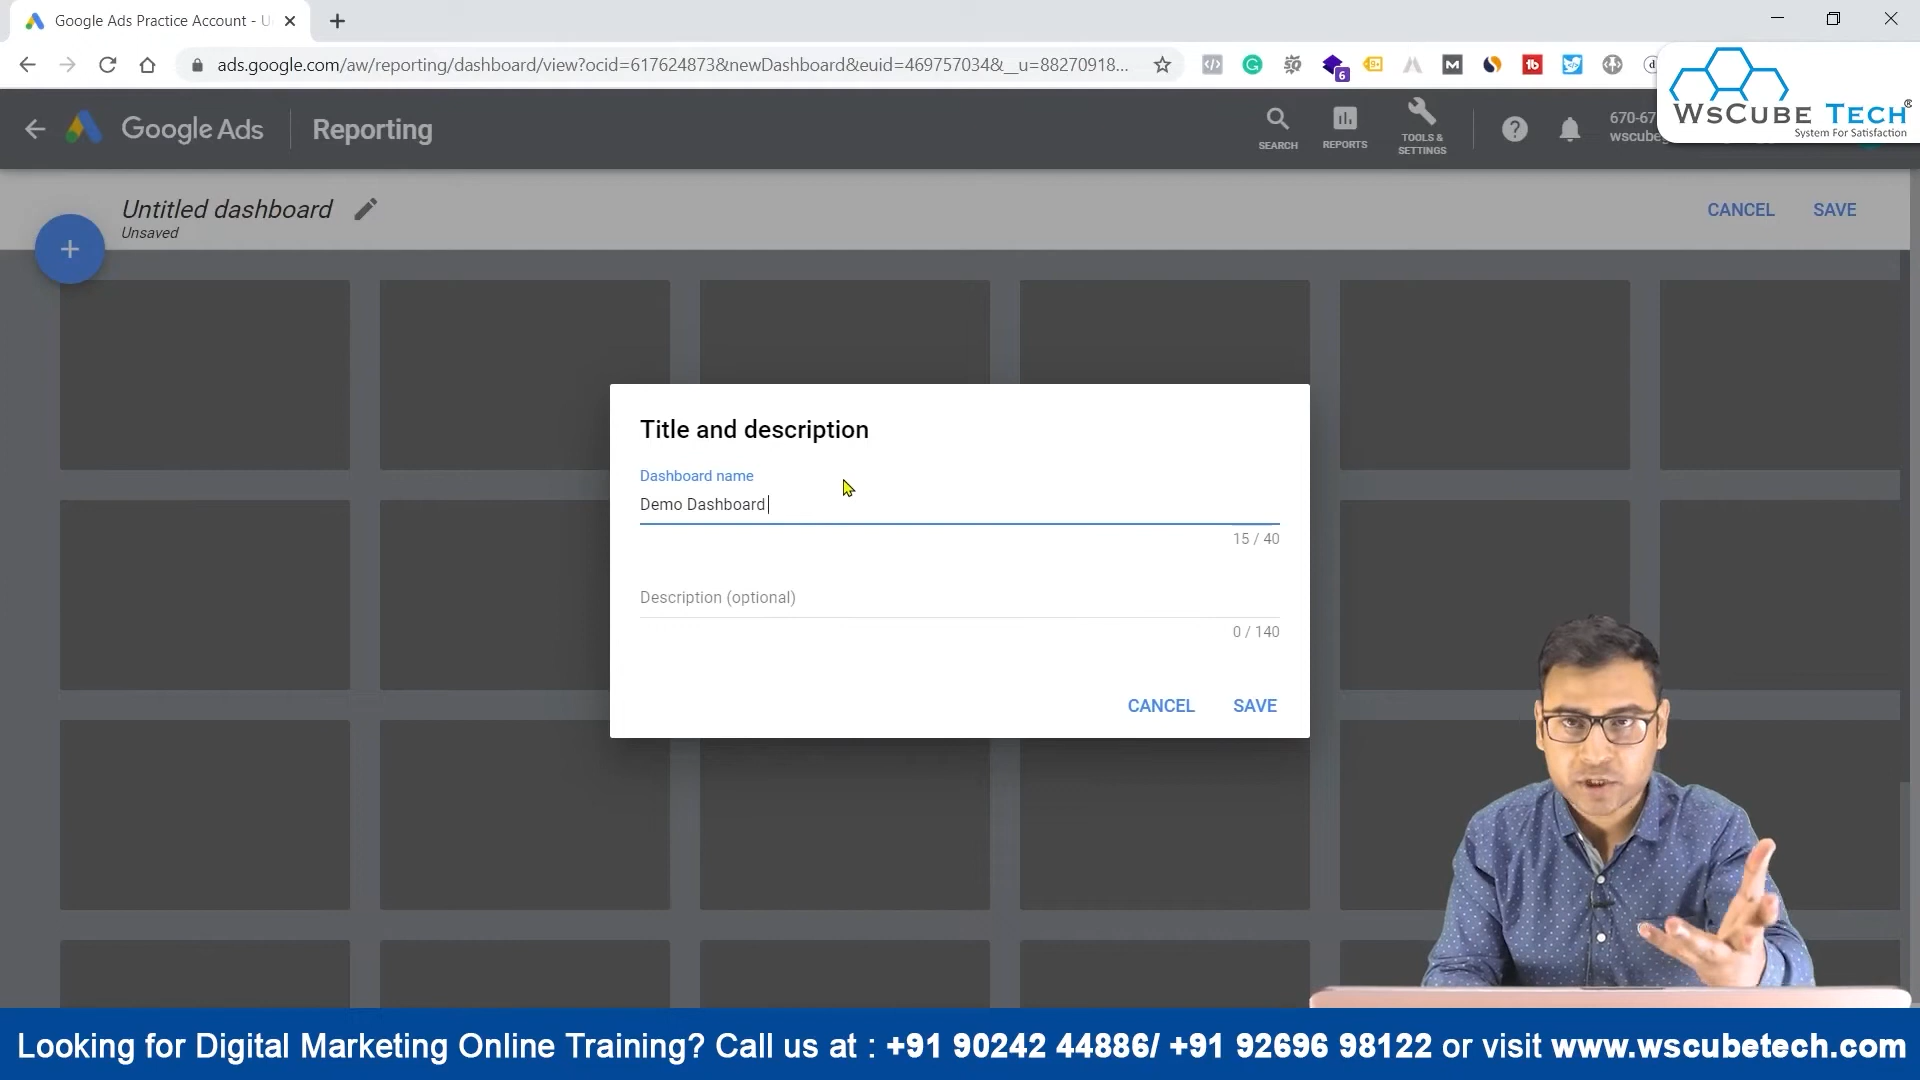 Google Ads Practice Account - U
ads.google.com/aw/reporting/dashboard/view?ocid=617624873&newDashboard&euid=469757034&__u=88270918...
Google Ads
Reporting
SEARCH
REPORTS
TOOLS &
SETTINGS
670-67
wscube
WSCUBE TECH®
System For Satisfaction
Untitled dashboard
Unsaved
CANCEL
SAVE
Title and description
Dashboard name
Demo Dashboard
15 / 40
Description (optional)
0 / 140
CANCEL
SAVE
Looking for Digital Marketing Online Training? Call us at : +91 90242 44886/ +91 92696 98122 or visit www.wscubetech.com